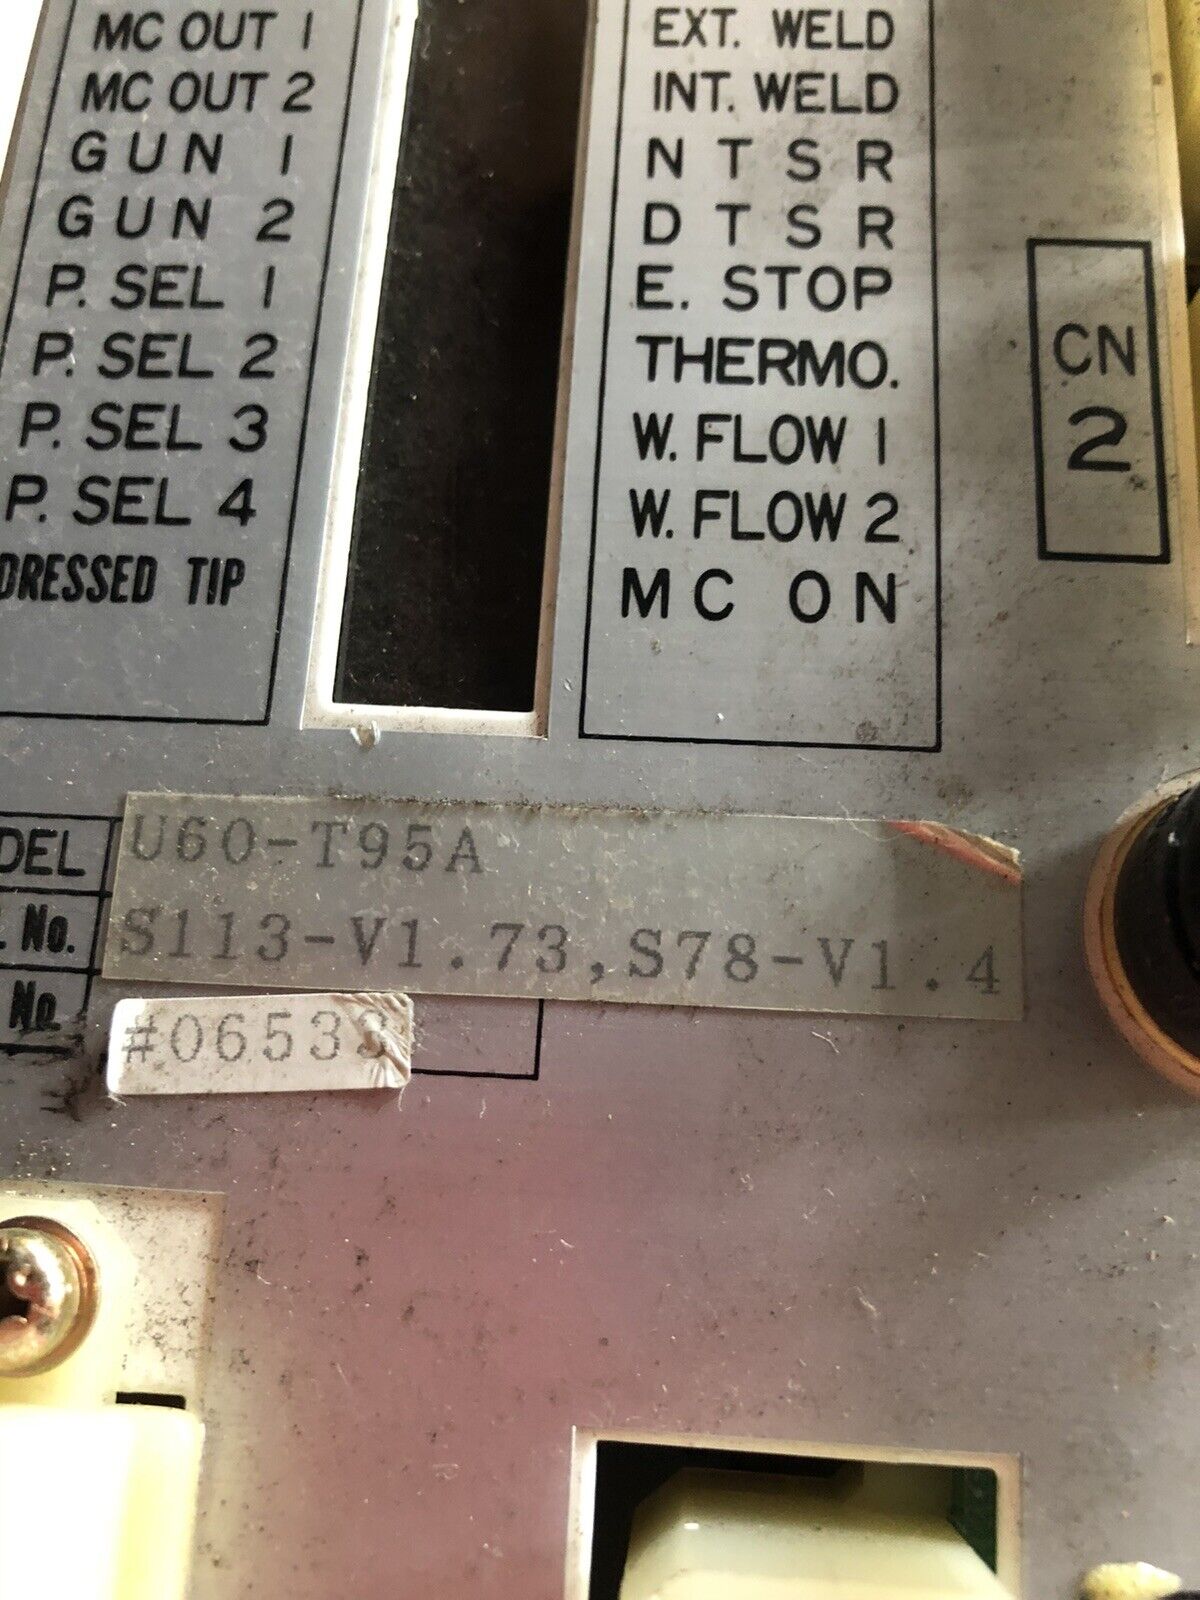 MC OUT 1
MC OUT 2
GUN 1
GUN 2
P. SEL 1
P. SEL 2
P. SEL 3
P. SEL 4
DRESSED TIP
EXT. WELD
INT. WELD
N T S R
D T S R
E. STOP
THERMO.
W. FLOW 1
W. FLOW 2
MC ON
CN
2
DEL U60-T95A
. No. S113-V1.73,S78-V1.4
No. #06533